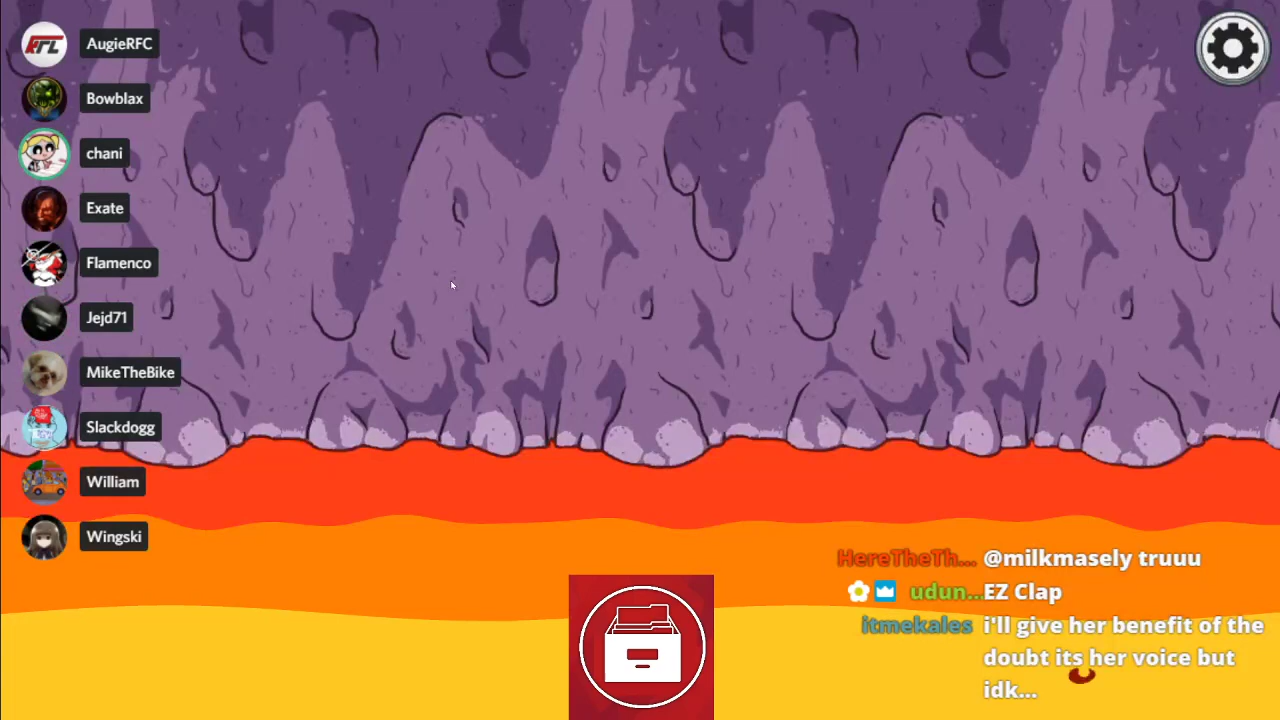 AugieRFC
Bowblax
chani
Exate
Flamenco
Jejd71
MikeTheBike
Slackdogg
William
Wingski
HereTheTh... @milkmasely truuu
udun... EZ Clap
itmekales i'll give her benefit of the
doubt its her voice but
idk...